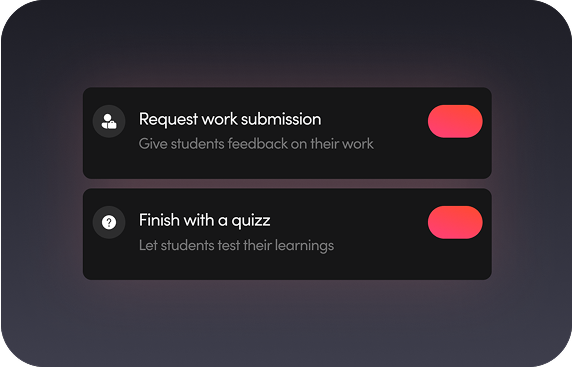 Request work submission
Give students feedback on their work
Finish with a quizz
Let students test their learnings